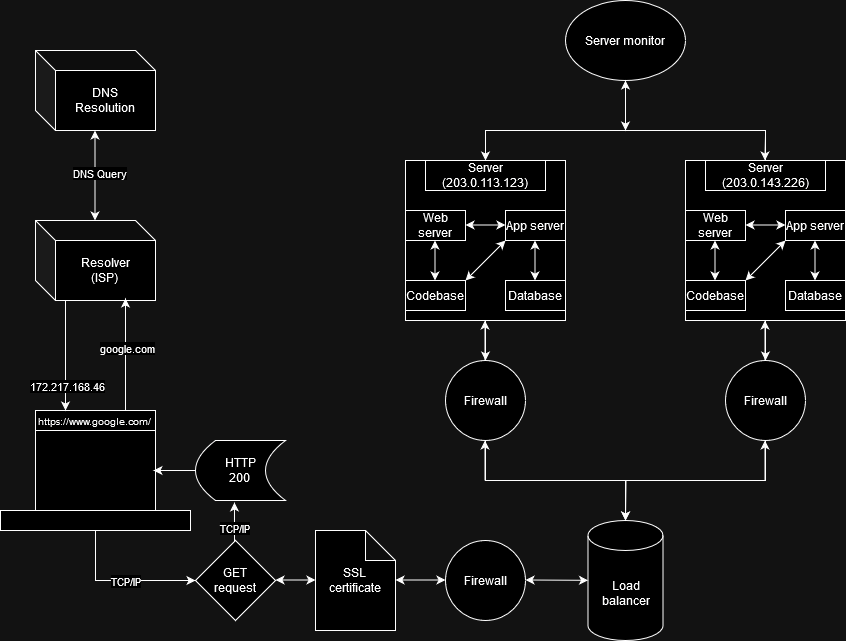 Server monitor
DNS
Resolution
DNS Query
Resolver
(ISP)
google.com
172.217.168.46
https://www.google.com/
HTTP
200
TCP/IP
TCP/IP
GET
request
SSL
certificate
Firewall
Load
balancer
Server
(203.0.113.123)
Web
server
App server
Codebase
Database
Firewall
Server
(203.0.143.226)
Web
server
App server
Codebase
Database
Firewall